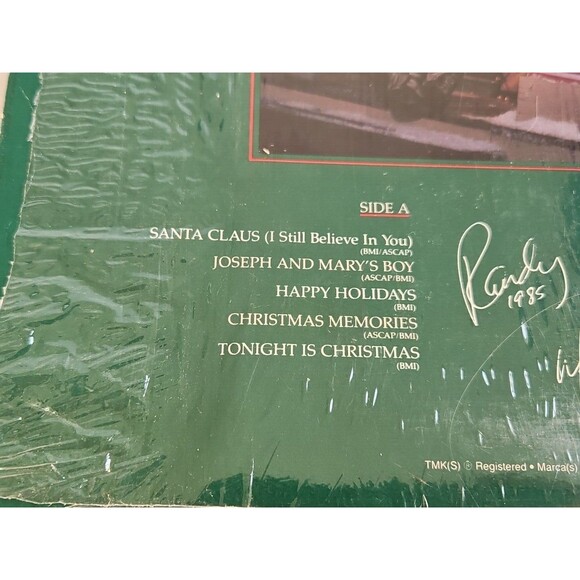 SIDE A
SANTA CLAUS (I Still Believe In You)
(BMI/ASCAP)
JOSEPH AND MARY'S BOY
(ASCAP/BMI)
HAPPY HOLIDAYS
(BMI)
CHRISTMAS MEMORIES
(ASCAP/BMI)
TONIGHT IS CHRISTMAS
(BMI)
Randy
1985
TMK(S) ® Registered • Marca(s)